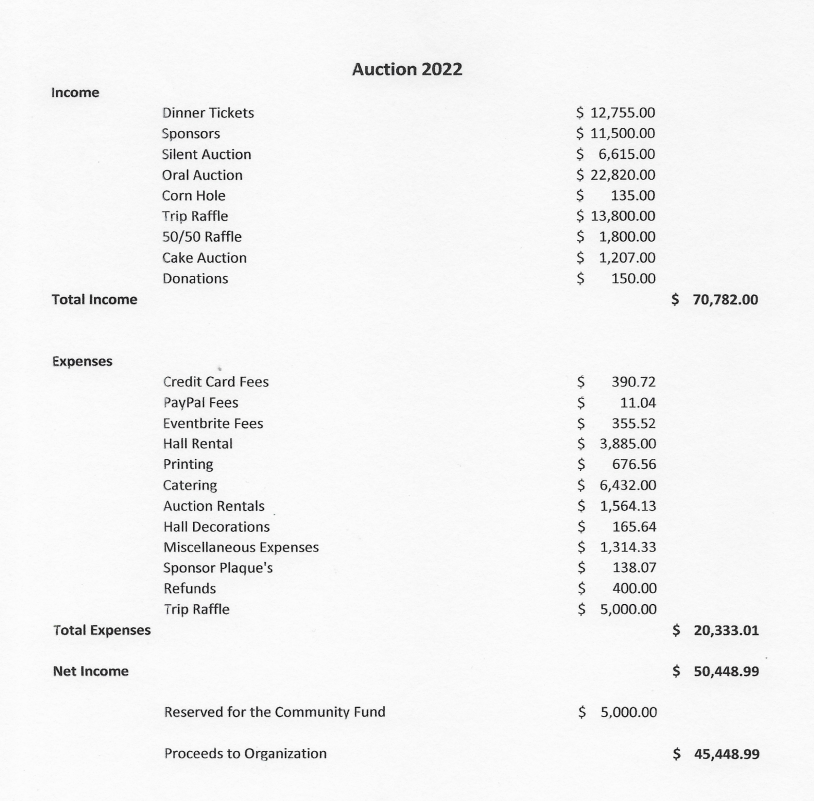 Auction 2022
Income
Dinner Tickets $ 12,755.00
Sponsors $ 11,500.00
Silent Auction $ 6,615.00
Oral Auction $ 22,820.00
Corn Hole $ 135.00
Trip Raffle $ 13,800.00
50/50 Raffle $ 1,800.00
Cake Auction $ 1,207.00
Donations $ 150.00
Total Income $ 70,782.00
Expenses
Credit Card Fees $ 390.72
PayPal Fees $ 11.04
Eventbrite Fees $ 355.52
Hall Rental $ 3,885.00
Printing $ 676.56
Catering $ 6,432.00
Auction Rentals $ 1,564.13
Hall Decorations $ 165.64
Miscellaneous Expenses $ 1,314.33
Sponsor Plaque's $ 138.07
Refunds $ 400.00
Trip Raffle $ 5,000.00
Total Expenses $ 20,333.01
Net Income $ 50,448.99
Reserved for the Community Fund $ 5,000.00
Proceeds to Organization $ 45,448.99